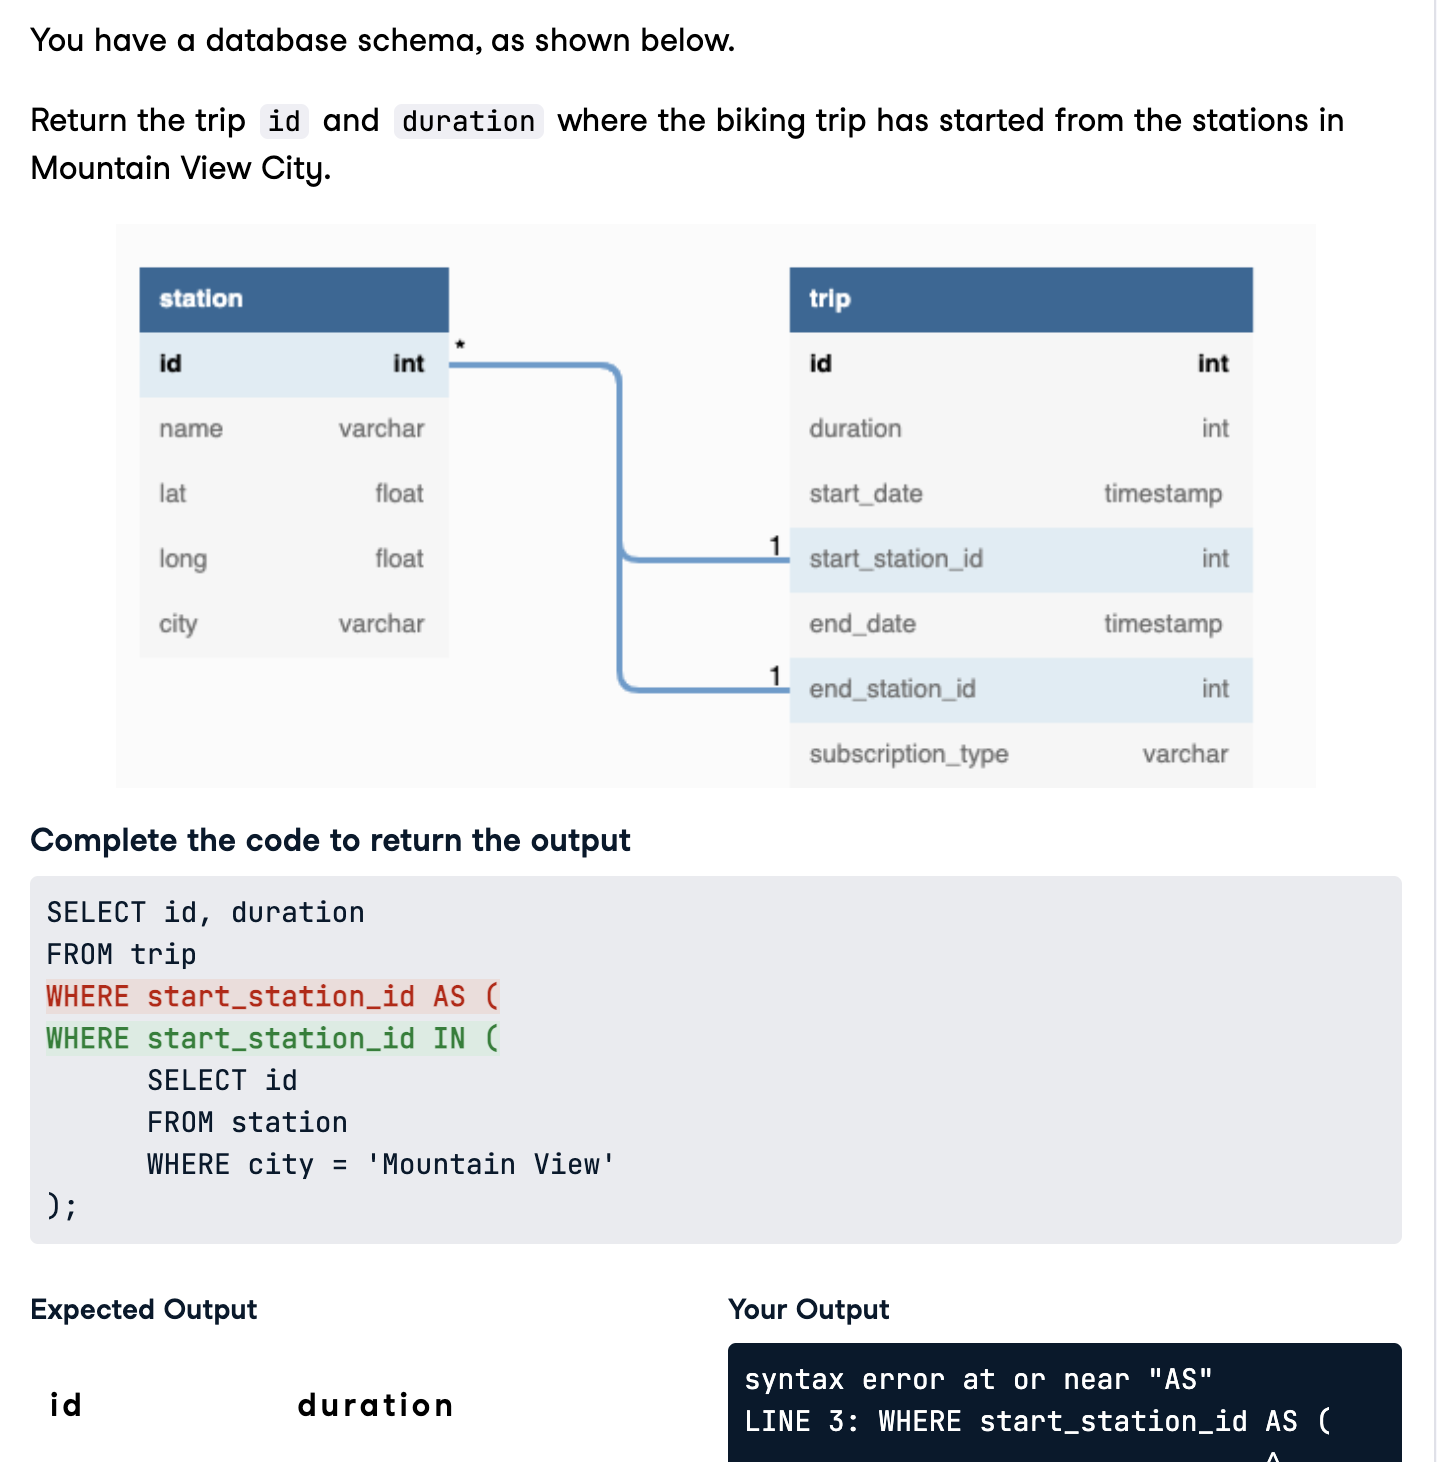 You have a database schema, as shown below.
Return the trip id and duration where the biking trip has started from the stations in
Mountain View City.
station
id int
name varchar
lat float
long float
city varchar
*
1
1
trip
id int
duration int
start_date timestamp
start_station_id int
end_date timestamp
end_station_id int
subscription_type varchar
Complete the code to return the output
SELECT id, duration
FROM trip
WHERE start_station_id AS (
WHERE start_station_id IN (
SELECT id
FROM station
WHERE city = 'Mountain View'
);
Expected Output
id duration
Your Output
syntax error at or near "AS"
LINE 3: WHERE start_station_id AS (
^